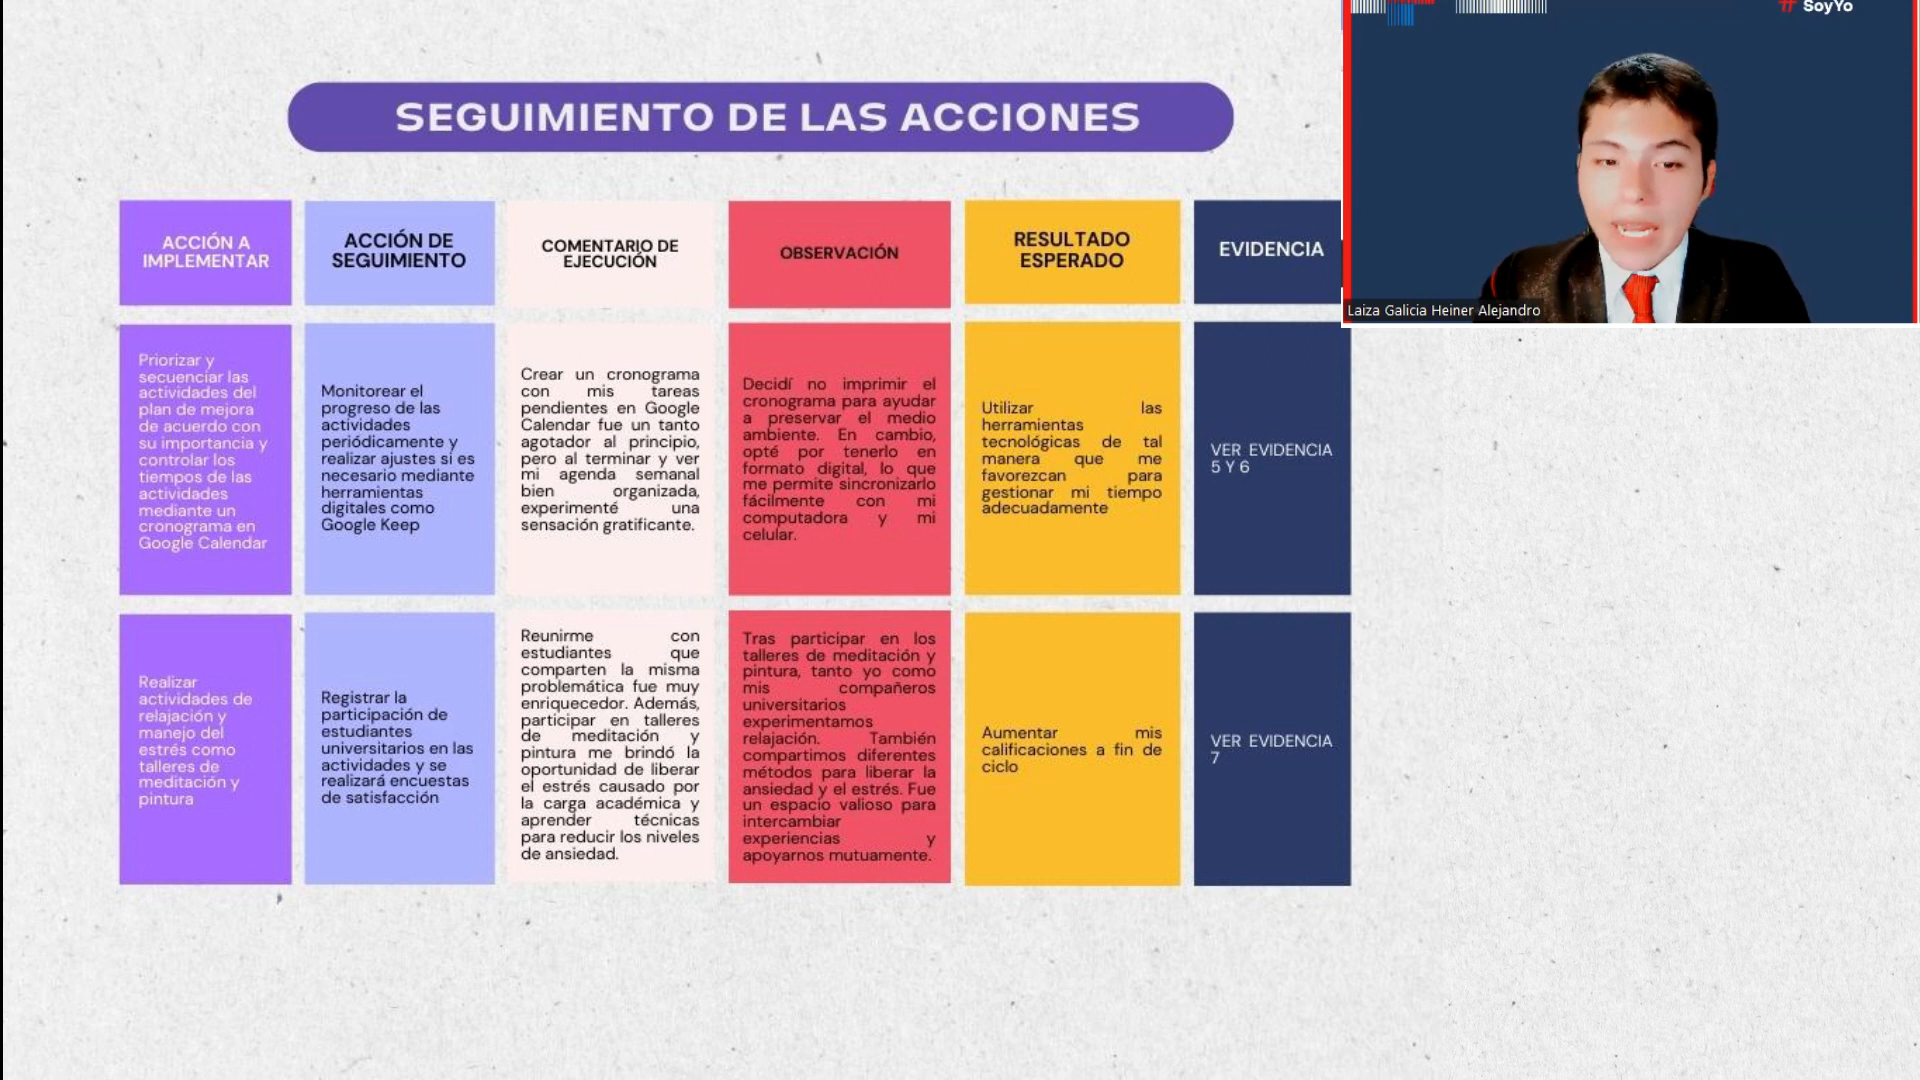 # SoyYo
SEGUIMIENTO DE LAS ACCIONES
ACCIÓN A
IMPLEMENTAR
ACCIÓN DE
SEGUIMIENTO
COMENTARIO DE
EJECUCIÓN
OBSERVACIÓN
RESULTADO
ESPERADO
EVIDENCIA
Laiza Galicia Heiner Alejandro
Priorizar y
secuenciar las
actividades del
plan de mejora
de acuerdo con
su importancia y
controlar los
tiempos de las
actividades
mediante un
cronograma en
Google Calendar
Monitorear el
progreso de las
actividades
periódicamente y
realizar ajustes si es
necesario mediante
herramientas
digitales como
Google Keep
Crear un cronograma
con mis tareas
pendientes en Google
Calendar fue un tanto
agotador al principio,
pero al terminar y ver
mi agenda semanal
bien organizada,
experimenté una
sensación gratificante.
Decidí no imprimir el
cronograma para ayudar
a preservar el medio
ambiente. En cambio,
opté por tenerlo en
formato digital, lo que
me permite sincronizarlo
fácilmente con mi
computadora y mi
celular.
Utilizar las
herramientas
tecnológicas de tal
manera que me
favorezcan para
gestionar mi tiempo
adecuadamente
VER EVIDENCIA
5 Y 6
Realizar
actividades de
relajación y
manejo del
estrés como
talleres de
meditación y
pintura
Registrar la
participación de
estudiantes
universitarios en las
actividades y se
realizará encuestas
de satisfacción
Reunirme con
estudiantes que
comparten la misma
problemática fue muy
enriquecedor. Además,
participar en talleres
de meditación y
pintura me brindó la
oportunidad de liberar
el estrés causado por
la carga académica y
aprender técnicas
para reducir los niveles
de ansiedad.
Tras participar en los
talleres de meditación y
pintura, tanto yo como
mis compañeros
universitarios
experimentamos
relajación. También
compartimos diferentes
métodos para liberar la
ansiedad y el estrés. Fue
un espacio valioso para
intercambiar
experiencias y
apoyarnos mutuamente.
Aumentar mis
calificaciones a fin de
ciclo
VER EVIDENCIA
7